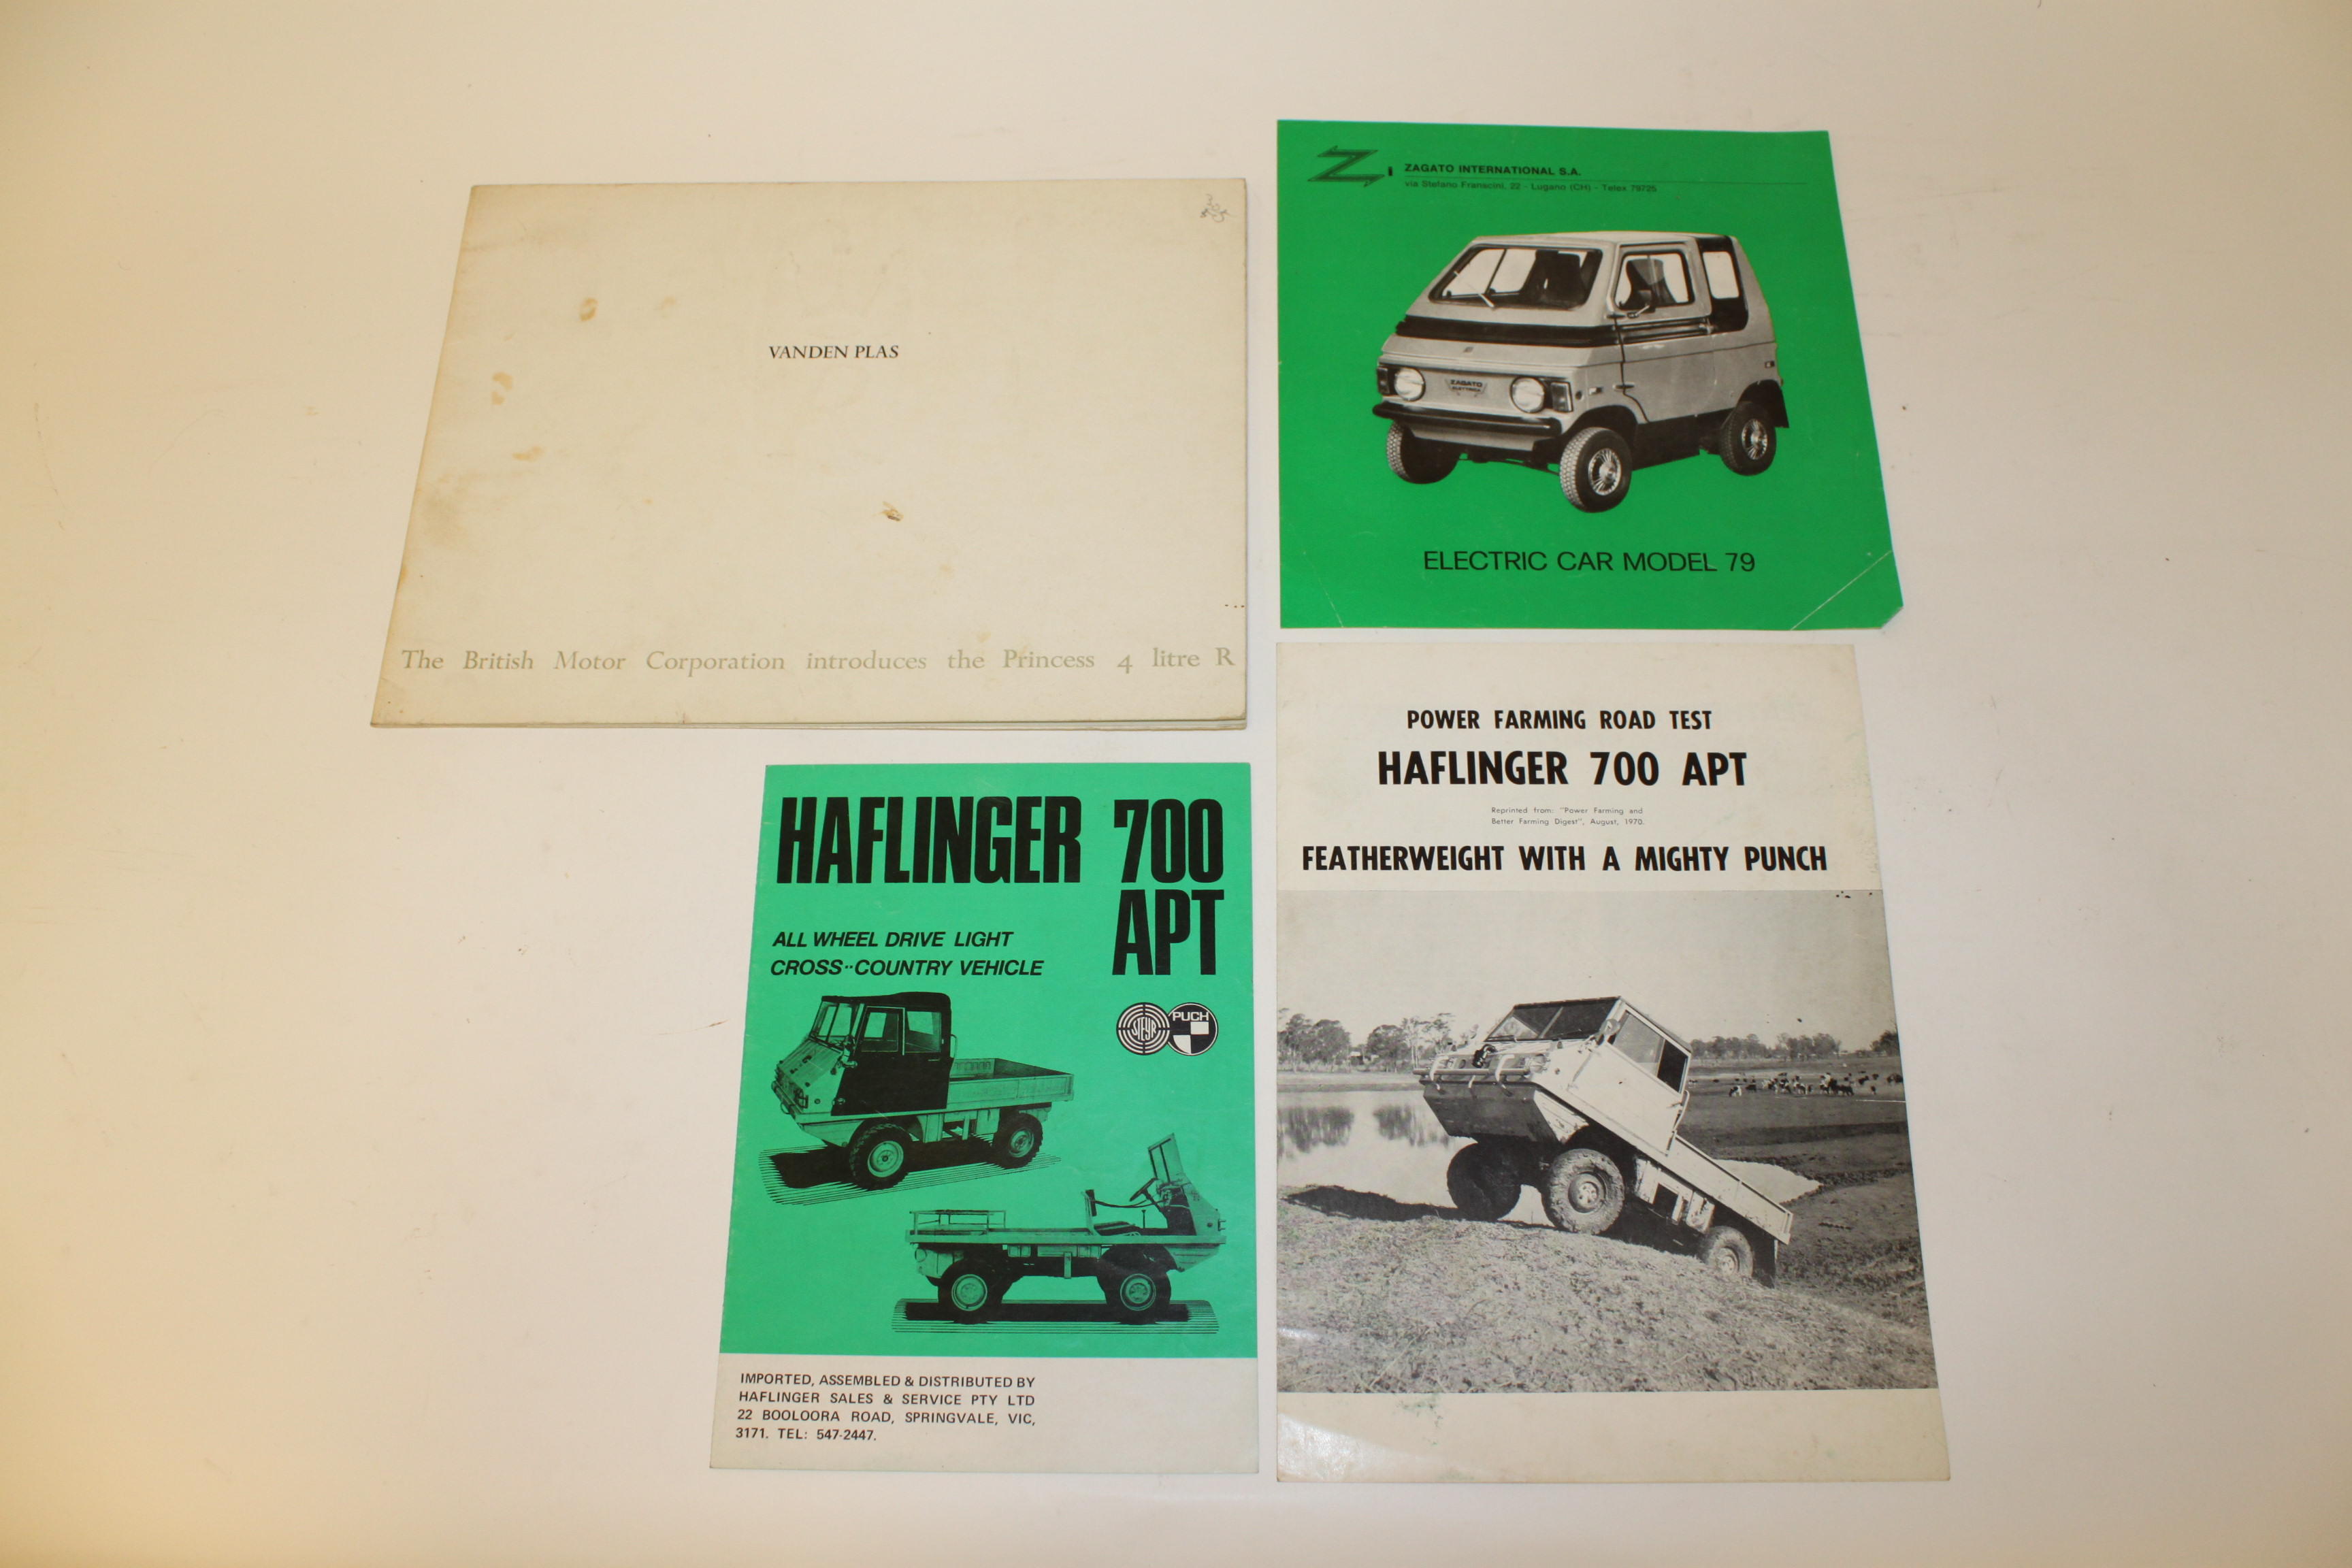 VANDEN PLAS
The British Motor Corporation introduces the Princess 4 litre R
Z
ZAGATO INTERNATIONAL S.A.
via Stefano Franscini, 22 - Lugano (CH) - Telex 79725
ZAGATO
ELECTRIC CAR MODEL 79
HAFLINGER 700
APT
ALL WHEEL DRIVE LIGHT
CROSS-COUNTRY VEHICLE
STEYR
PUCH
IMPORTED, ASSEMBLED & DISTRIBUTED BY
HAFLINGER SALES & SERVICE PTY LTD
22 BOOLOORA ROAD, SPRINGVALE, VIC,
3171. TEL: 547-2447.
POWER FARMING ROAD TEST
HAFLINGER 700 APT
Reprinted from: "Power Farming and
Better Farming Digest", August, 1970.
FEATHERWEIGHT WITH A MIGHTY PUNCH